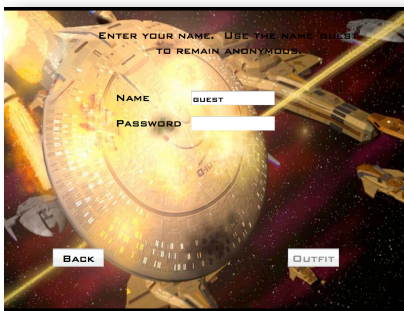 Enter your name. Use the name guest
to remain anonymous.
Name
guest
Password
Back
Outfit